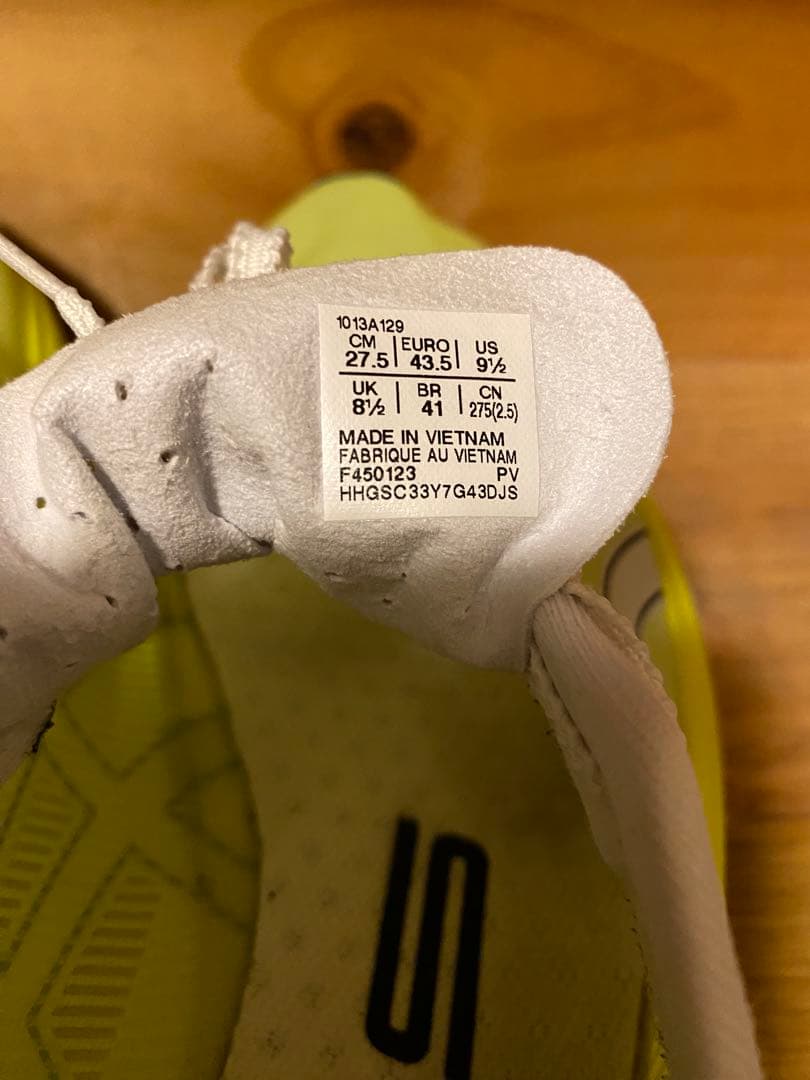 1013A129
CM | EURO | US
27.5 | 43.5 | 9½
UK | BR | CN
8½ | 41 | 275(2.5)
MADE IN VIETNAM
FABRIQUE AU VIETNAM
F450123 PV
HHGSC33Y7G43DJS